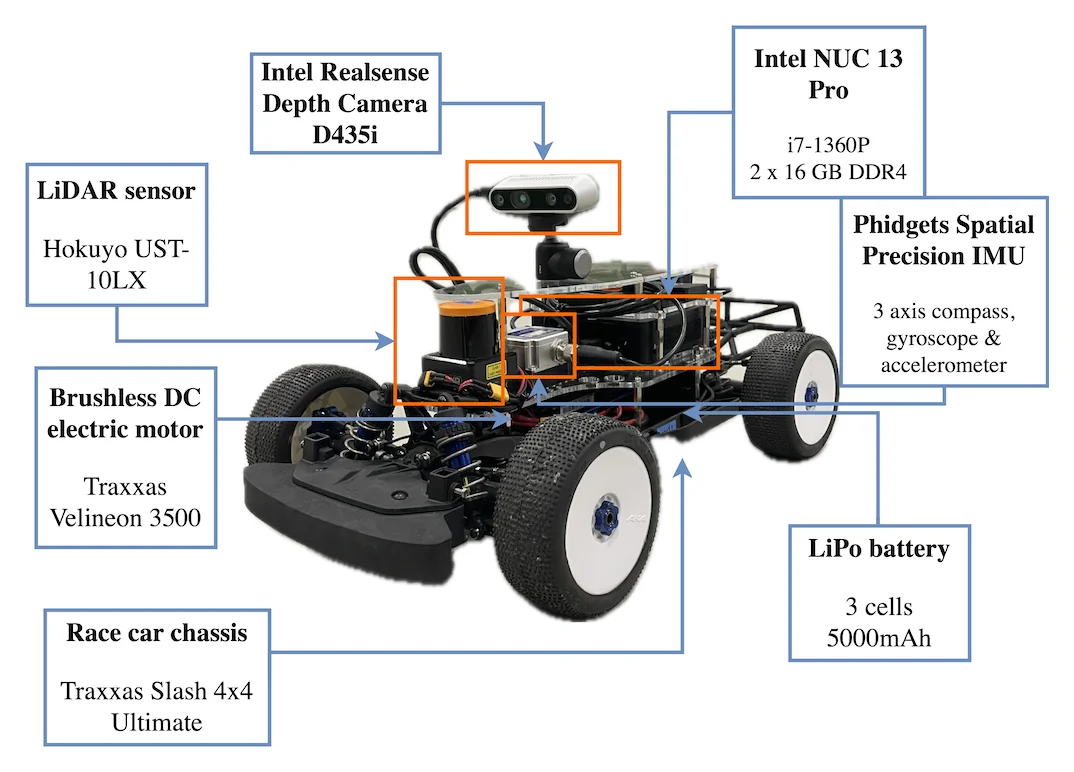 Intel Realsense
Depth Camera
D435i
Intel NUC 13
Pro
i7-1360P
2 x 16 GB DDR4
LiDAR sensor
Hokuyo UST-
10LX
Phidgets Spatial
Precision IMU
3 axis compass,
gyroscope &
accelerometer
Brushless DC
electric motor
Traxxas
Velineon 3500
LiPo battery
3 cells
5000mAh
Race car chassis
Traxxas Slash 4x4
Ultimate